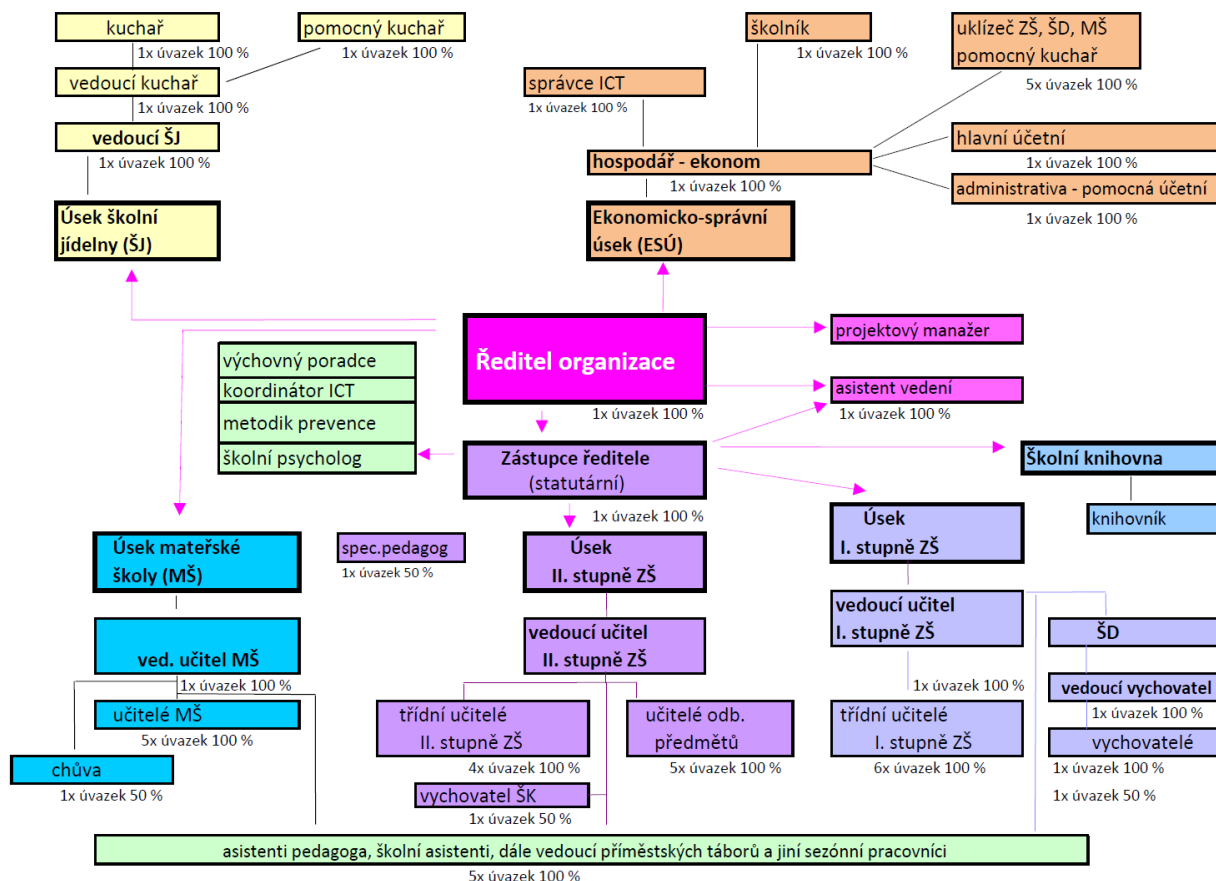 kuchař
1x úvazek 100 %
pomocný kuchař
1x úvazek 100 %
vedoucí kuchař
1x úvazek 100 %
vedoucí ŠJ
1x úvazek 100 %
Úsek školní
jídelny (ŠJ)
školník
1x úvazek 100 %
uklízeč ZŠ, ŠD, MŠ
pomocný kuchař
5x úvazek 100 %
správce ICT
1x úvazek 100 %
hlavní účetní
1x úvazek 100 %
hospodář - ekonom
1x úvazek 100 %
administrativa - pomocná účetní
1x úvazek 100 %
Ekonomicko-správní
úsek (ESÚ)
Ředitel organizace
1x úvazek 100 %
projektový manažer
asistent vedení
1x úvazek 100 %
výchovný poradce
koordinátor ICT
metodik prevence
školní psycholog
Zástupce ředitele
(statutární)
1x úvazek 100 %
Školní knihovna
knihovník
Úsek mateřské
školy (MŠ)
spec.pedagog
1x úvazek 50 %
Úsek
II. stupně ZŠ
Úsek
I. stupně ZŠ
ved. učitel MŠ
1x úvazek 100 %
učitelé MŠ
5x úvazek 100 %
chůva
1x úvazek 50 %
vedoucí učitel
II. stupně ZŠ
třídní učitelé
II. stupně ZŠ
4x úvazek 100 %
učitelé odb.
předmětů
5x úvazek 100 %
vychovatel ŠK
1x úvazek 50 %
vedoucí učitel
I. stupně ZŠ
1x úvazek 100 %
třídní učitelé
I. stupně ZŠ
6x úvazek 100 %
ŠD
vedoucí vychovatel
1x úvazek 100 %
vychovatelé
1x úvazek 100 %
1x úvazek 50 %
asistenti pedagoga, školní asistenti, dále vedoucí příměstských táborů a jiní sezónní pracovníci
5x úvazek 100 %